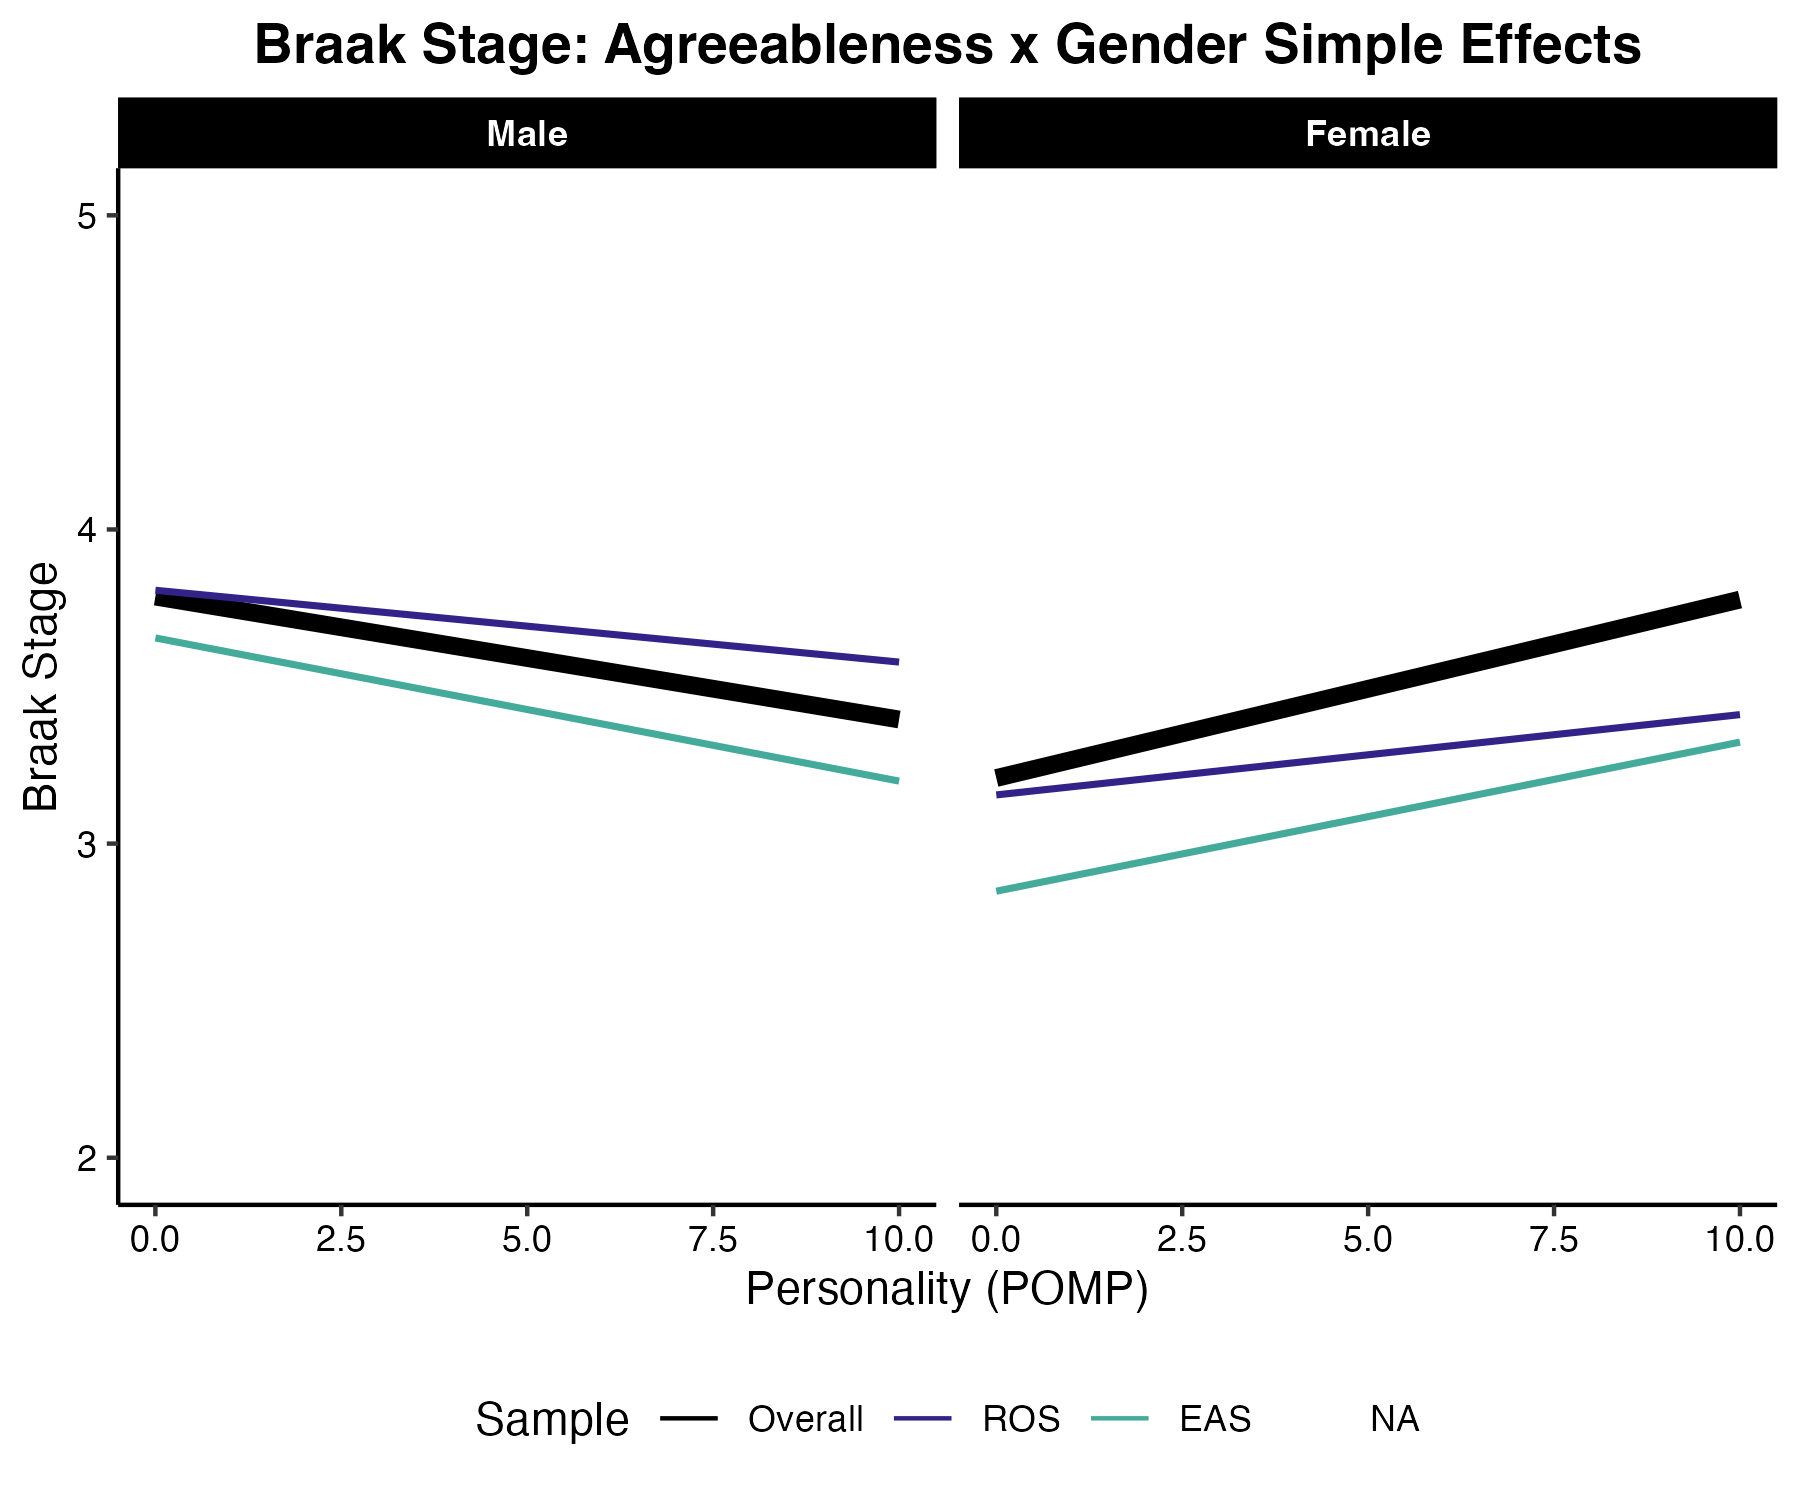 Braak Stage: Agreeableness x Gender Simple Effects
Male
Female
Braak Stage
5
4
3
2
0.0 2.5 5.0 7.5 10.0
0.0 2.5 5.0 7.5 10.0
Personality (POMP)
Sample Overall ROS EAS NA